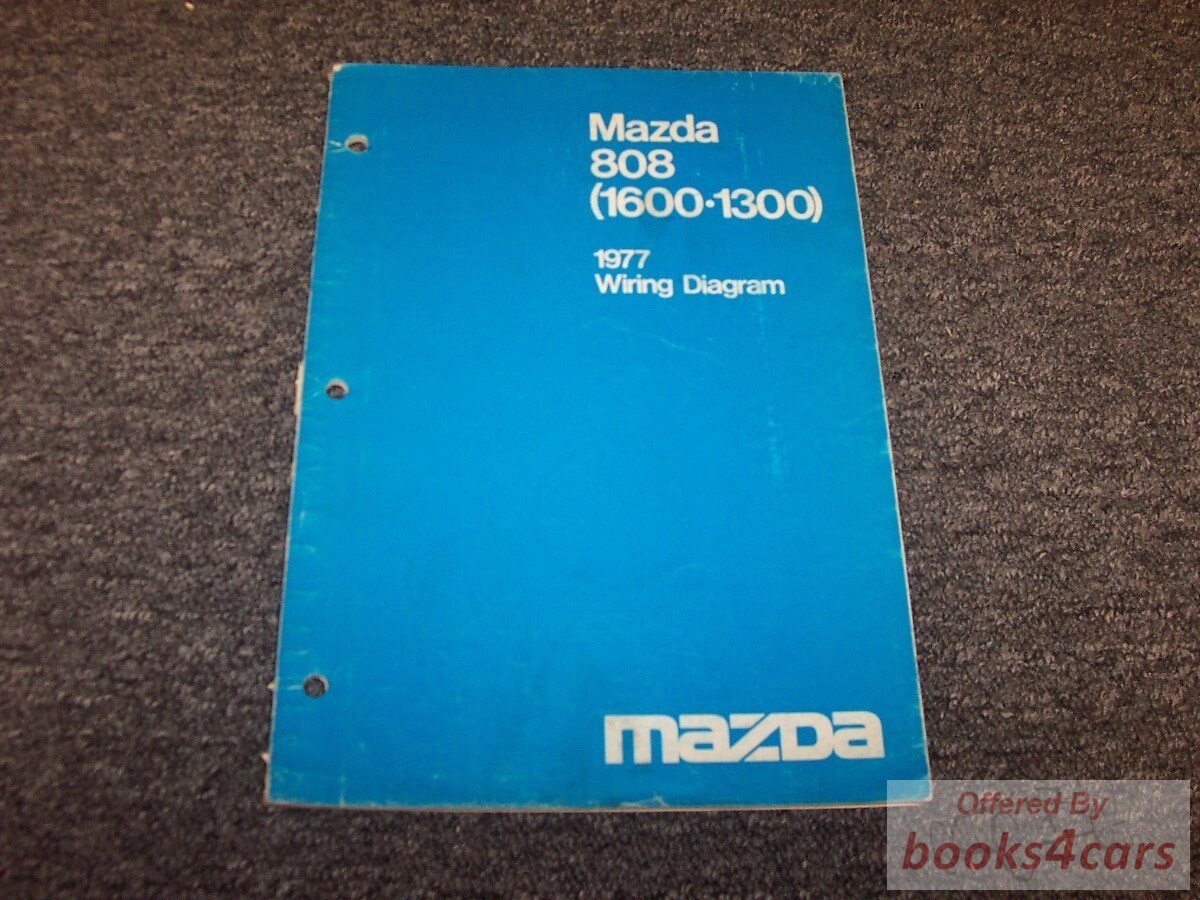 Mazda
808
(1600·1300)
1977
Wiring Diagram
mazda
Offered By
books4cars